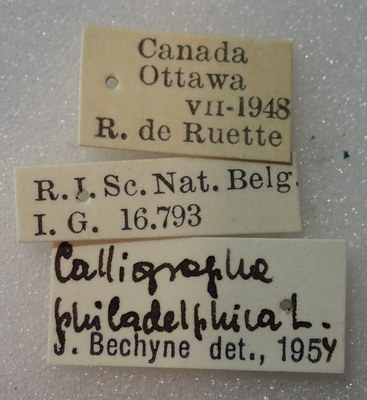 Canada
Ottawa
VII-1948
R. de Ruette
R. I. Sc. Nat. Belg.
I. G. 16.793
Calligrapha
philadelphica L.
J. Bechyne det., 1954